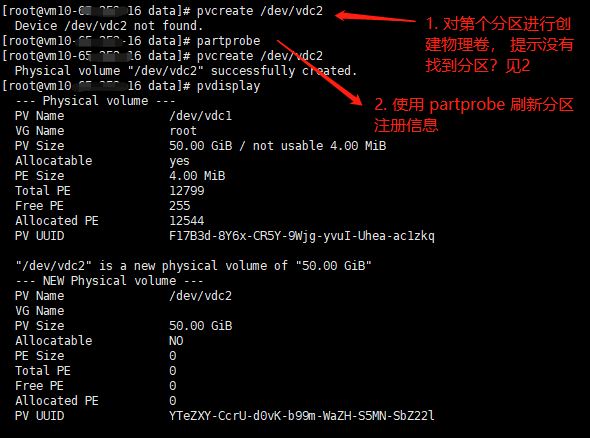 [root@vm10- -16 data]# pvcreate /dev/vdc2
Device /dev/vdc2 not found.
[root@vm10- -16 data]# partprobe
[root@vm10-65 -16 data]# pvcreate /dev/vdc2
Physical volume "/dev/vdc2" successfully created.
[root@vm10- -16 data]# pvdisplay
--- Physical volume ---
PV Name /dev/vdc1
VG Name root
PV Size 50.00 GiB / not usable 4.00 MiB
Allocatable yes
PE Size 4.00 MiB
Total PE 12799
Free PE 255
Allocated PE 12544
PV UUID F17B3d-8Y6x-CR5Y-9Wjg-yvuI-Uhea-ac1zkq
"/dev/vdc2" is a new physical volume of "50.00 GiB"
--- NEW Physical volume ---
PV Name /dev/vdc2
VG Name
PV Size 50.00 GiB
Allocatable NO
PE Size 0
Total PE 0
Free PE 0
Allocated PE 0
PV UUID YTeZXY-CcrU-d0vK-b99m-WaZH-S5MN-SbZ22l
1. 对第个分区进行创
建物理卷， 提示没有
找到分区？见2
2. 使用 partprobe 刷新分区
注册信息